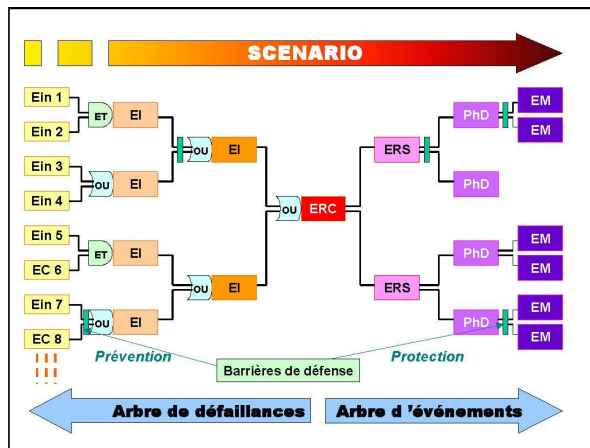 SCENARIO
Ein 1
Ein 2
ET
EI
Ein 3
Ein 4
OU
EI
OU
EI
Ein 5
EC 6
ET
EI
Ein 7
EC 8
OU
EI
OU
EI
OU
ERC
ERS
PhD
EM
EM
PhD
ERS
PhD
EM
EM
PhD
EM
EM
Prévention
Barrières de défense
Protection
Arbre de défaillances
Arbre d 'événements